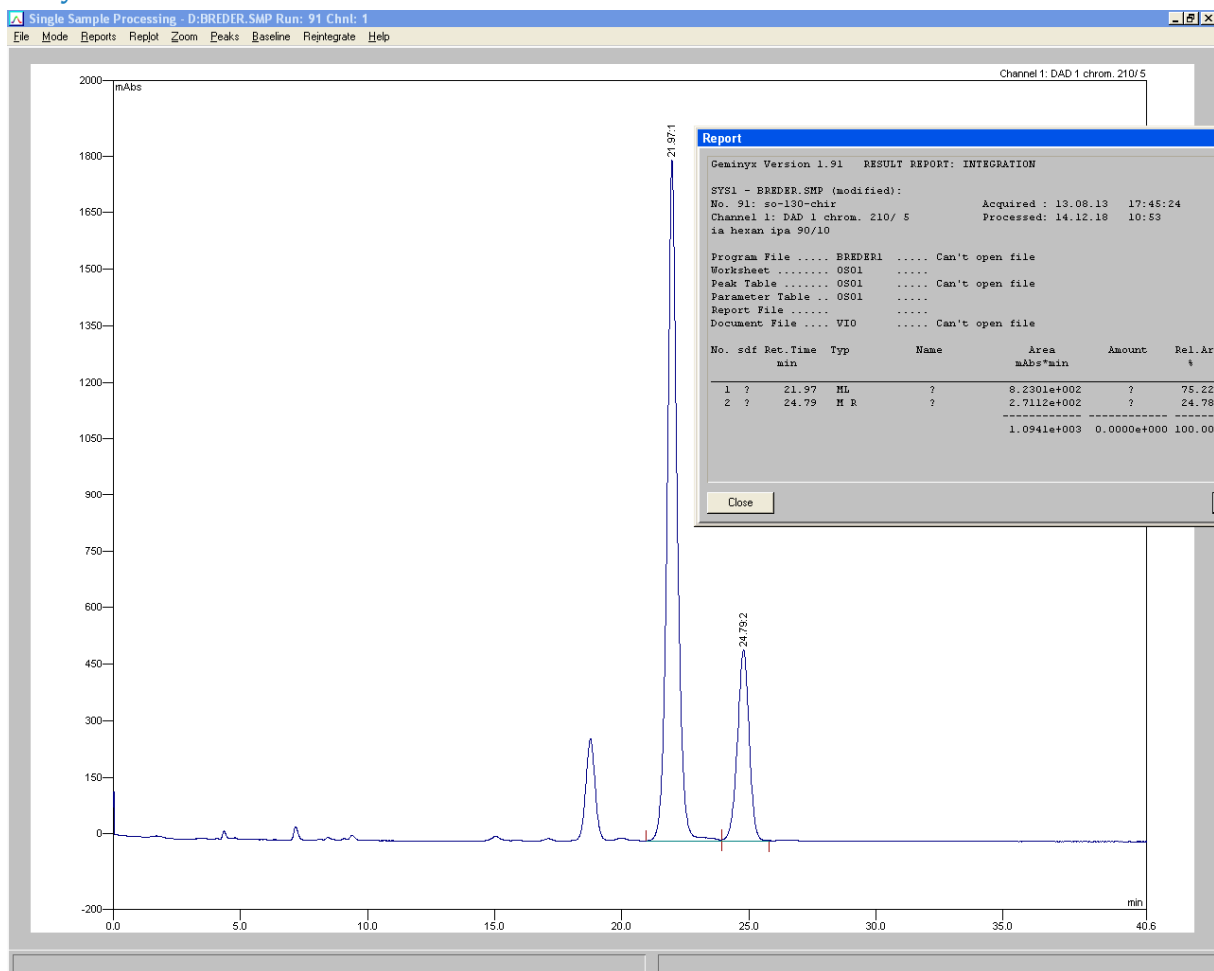 Single Sample Processing - D:BREDER.SMP Run: 91 Chnl: 1
File Mode Reports Replot Zoom Peaks Baseline Reintegrate Help
Channel 1: DAD 1 chrom. 210/ 5
2000
mAbs
1800
1650
1500
1350
1200
1050
900
750
600
450
300
150
0
-200
21.97:1
24.79:2
min
0.0 5.0 10.0 15.0 20.0 25.0 30.0 35.0 40.6
Report
Geminyx Version 1.91 RESULT REPORT: INTEGRATION
SYS1 - BREDER.SMP (modified):
No. 91: so-130-chir Acquired : 13.08.13 17:45:24
Channel 1: DAD 1 chrom. 210/ 5 Processed: 14.12.18 10:53
ia hexan ipa 90/10
Program File ..... BREDER1 ..... Can't open file
Worksheet ........ OS01 .....
Peak Table ....... OS01 ..... Can't open file
Parameter Table .. OS01 .....
Report File ...... .....
Document File .... VIO ..... Can't open file
No. sdf Ret.Time Typ Name Area Amount Rel.Ar
min mAbs*min %
1 ? 21.97 ML ? 8.2301e+002 ? 75.22
2 ? 24.79 M R ? 2.7112e+002 ? 24.78
------------ ------------ ------
1.0941e+003 0.0000e+000 100.00
Close